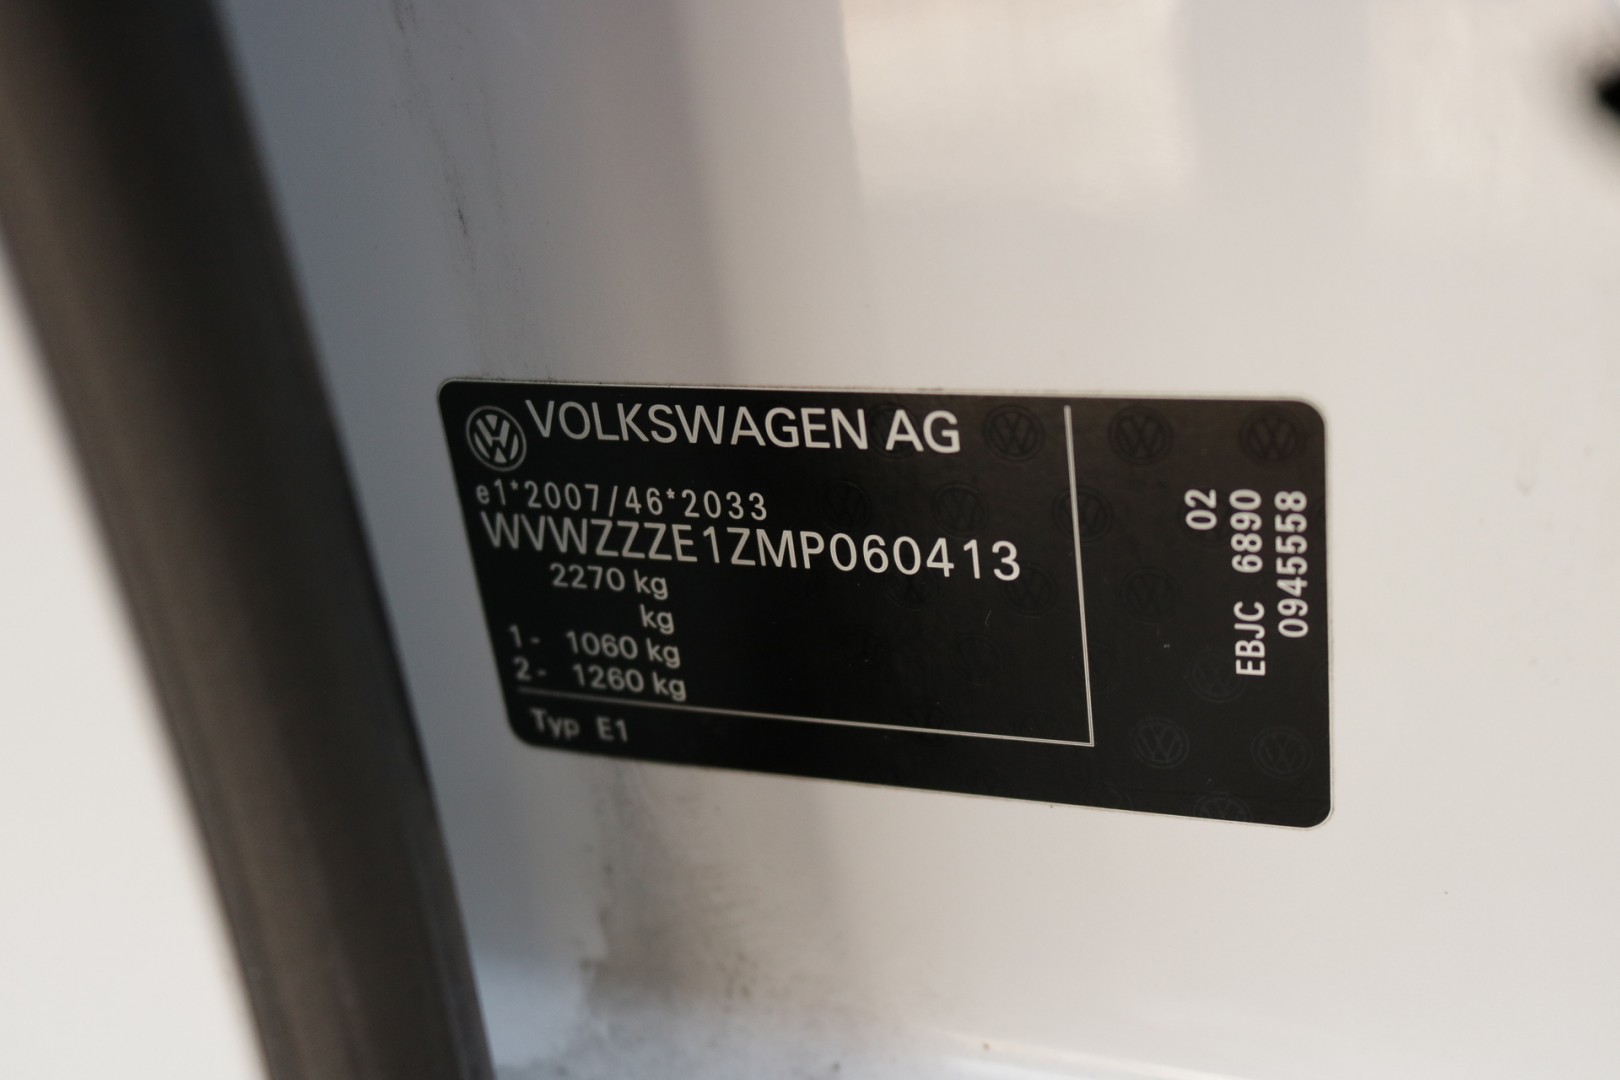 VOLKSWAGEN AG
e1*2007/46*2033
WVWZZZE1ZMP060413
2270 kg
kg
1- 1060 kg
2- 1260 kg
Typ E1
02
EBJC 6890
0945558